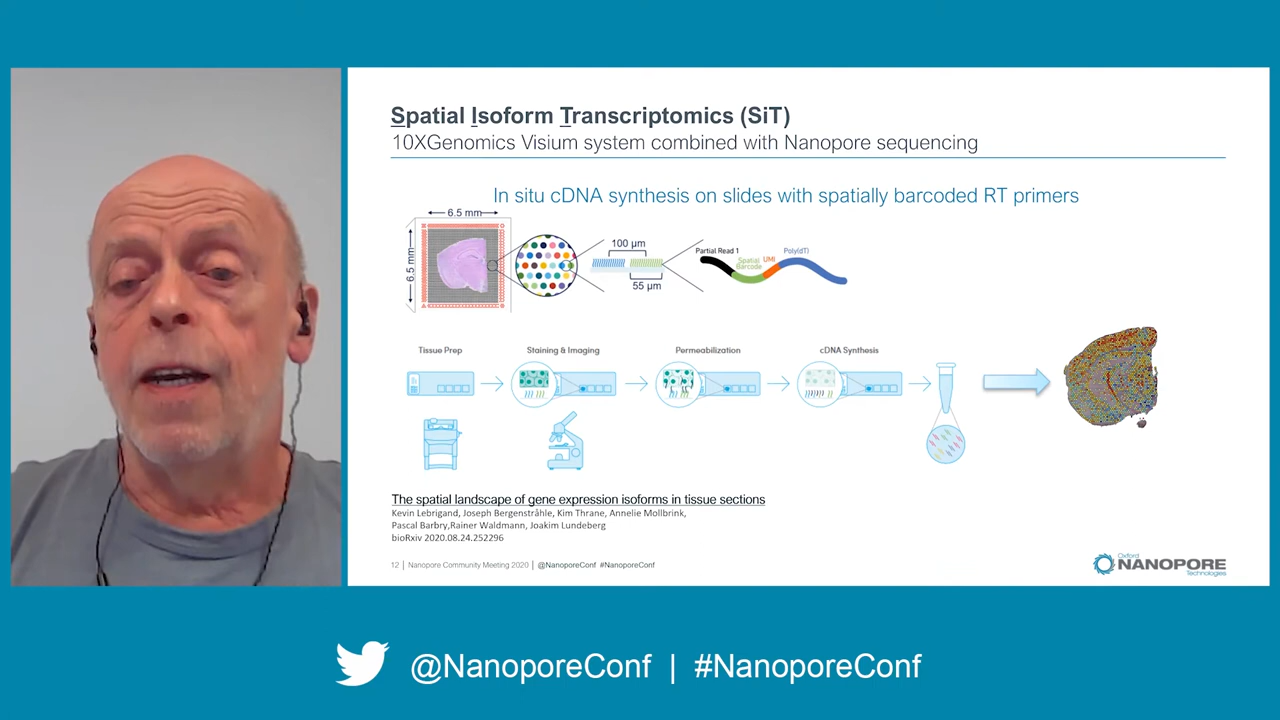 Spatial Isoform Transcriptomics (SiT)
10XGenomics Visium system combined with Nanopore sequencing
In situ cDNA synthesis on slides with spatially barcoded RT primers
6.5 mm
6.5 mm
100 µm
55 µm
Partial Read 1
Spatial
Barcode
UMI
Poly(dT)
Tissue Prep
Staining & Imaging
Permeabilization
cDNA Synthesis
The spatial landscape of gene expression isoforms in tissue sections
Kevin Lebrigand, Joseph Bergenstråhle, Kim Thrane, Annelie Mollbrink,
Pascal Barbry,Rainer Waldmann, Joakim Lundeberg
bioRxiv 2020.08.24.252296
12 | Nanopore Community Meeting 2020 | @NanoporeConf #NanoporeConf
Oxford
NANOPORE
Technologies
@NanoporeConf | #NanoporeConf